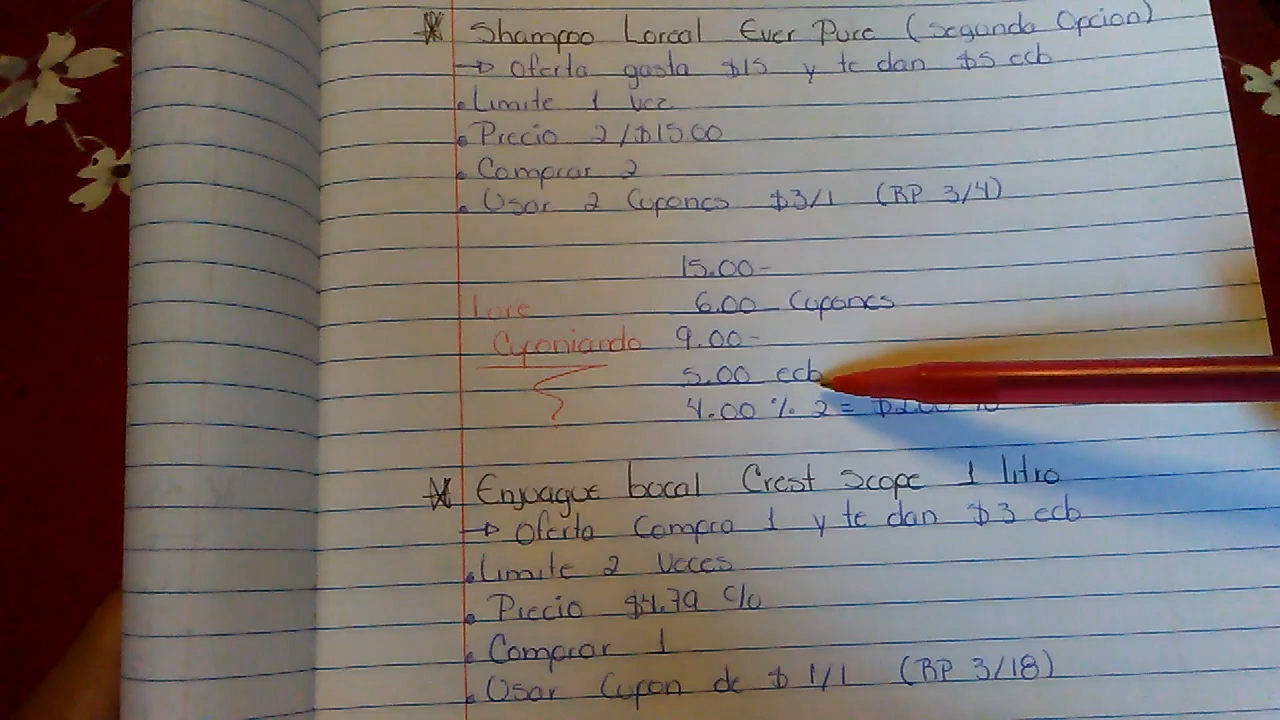 * Shampoo Loreal Ever Pure (Segunda Opcion)
→ Oferta gasta $15 y te dan $5 ecb
• Limite 1 vez
• Precio 2/$15.00
• Comprar 2
• Usar 2 Cupones $3/1 (RP 3/4)
15.00-
6.00 Cupones
9.00-
5.00 ecb
4.00 % 2 =
Lure
Cuponiando
* Enjuague bocal Crest Scope 1 litro
→ Oferta Compra 1 y te dan $3 ecb
• Limite 2 Veces
• Precio $4.79 c/u
• Comprar 1
• Usar Cupon de $1/1 (RP 3/18)